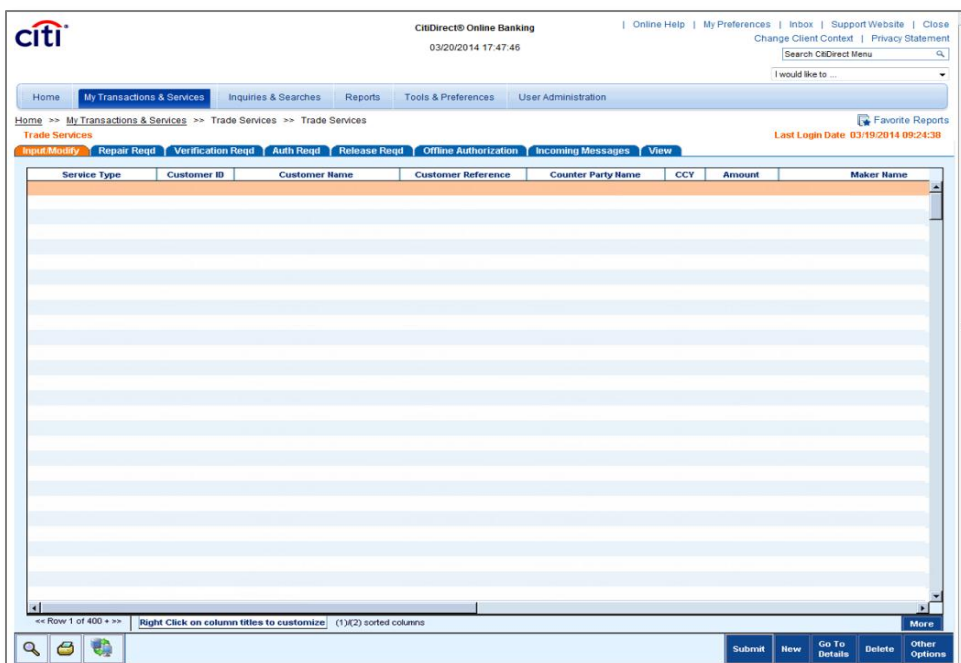 citi
CitiDirect® Online Banking
03/20/2014 17:47:46
| Online Help | My Preferences | Inbox | Support Website | Close
Change Client Context | Privacy Statement
Search CitiDirect Menu
I would like to ...
Home My Transactions & Services Inquiries & Searches Reports Tools & Preferences User Administration
Home >> My Transactions & Services >> Trade Services >> Trade Services
Favorite Reports
Trade Services
Last Login Date 03/19/2014 09:24:38
Input/Modify Repair Reqd Verification Reqd Auth Reqd Release Reqd Offline Authorization Incoming Messages View
Service Type Customer ID Customer Name Customer Reference Counter Party Name CCY Amount Maker Name
<< Row 1 of 400 + >> Right Click on column titles to customize (1)/(2) sorted columns
More
Submit New Go To Details Delete Other Options